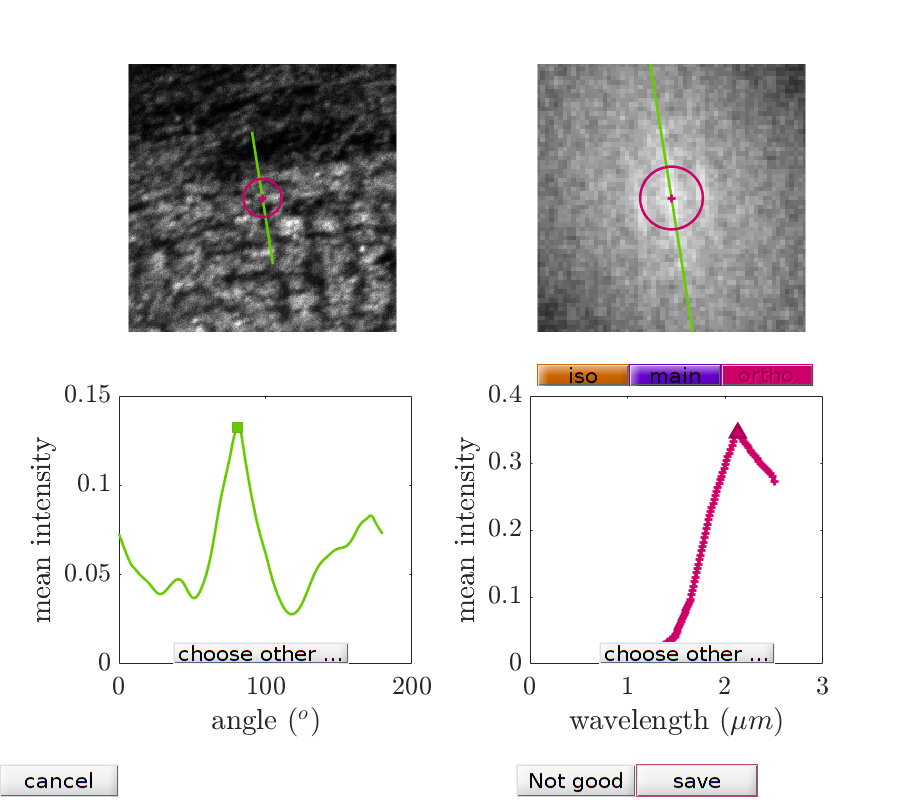 iso main ortho
0.15
0.1
0.05
0
mean intensity
choose other ...
0 100 200
angle (°)
0.4
0.3
0.2
0.1
0
mean intensity
choose other ...
0 1 2 3
wavelength (μm)
cancel
Not good save